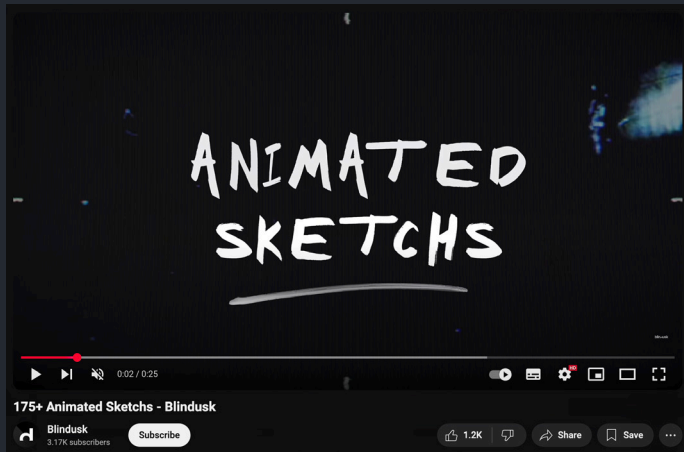 ANIMATED
SKETCHS
0:02 / 0:25
HD
175+ Animated Sketchs - Blindusk
Blindusk
3.17K subscribers
Subscribe
1.2K
Share
Save